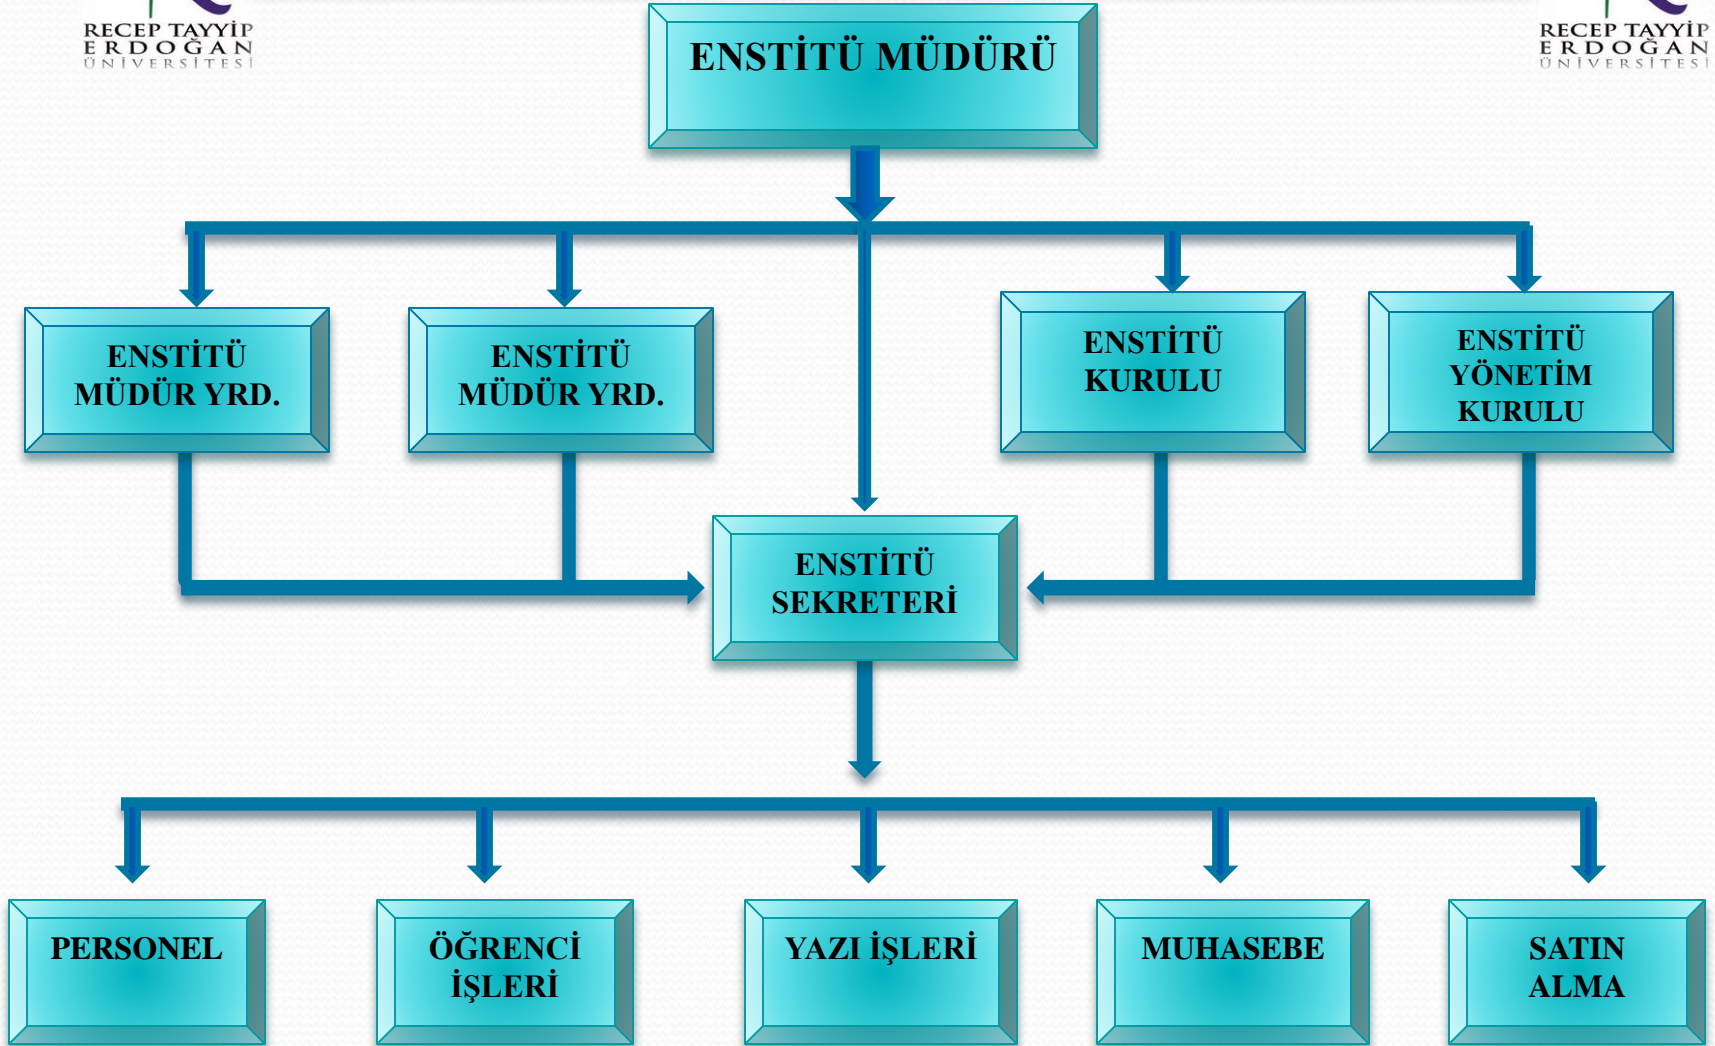 RECEP TAYYİP
ERDOĞAN
ÜNİVERSİTESİ
RECEP TAYYİP
ERDOĞAN
ÜNİVERSİTESİ
ENSTİTÜ MÜDÜRÜ
ENSTİTÜ
MÜDÜR YRD.
ENSTİTÜ
MÜDÜR YRD.
ENSTİTÜ
KURULU
ENSTİTÜ
YÖNETİM
KURULU
ENSTİTÜ
SEKRETERİ
PERSONEL
ÖĞRENCİ
İŞLERİ
YAZI İŞLERİ
MUHASEBE
SATIN
ALMA